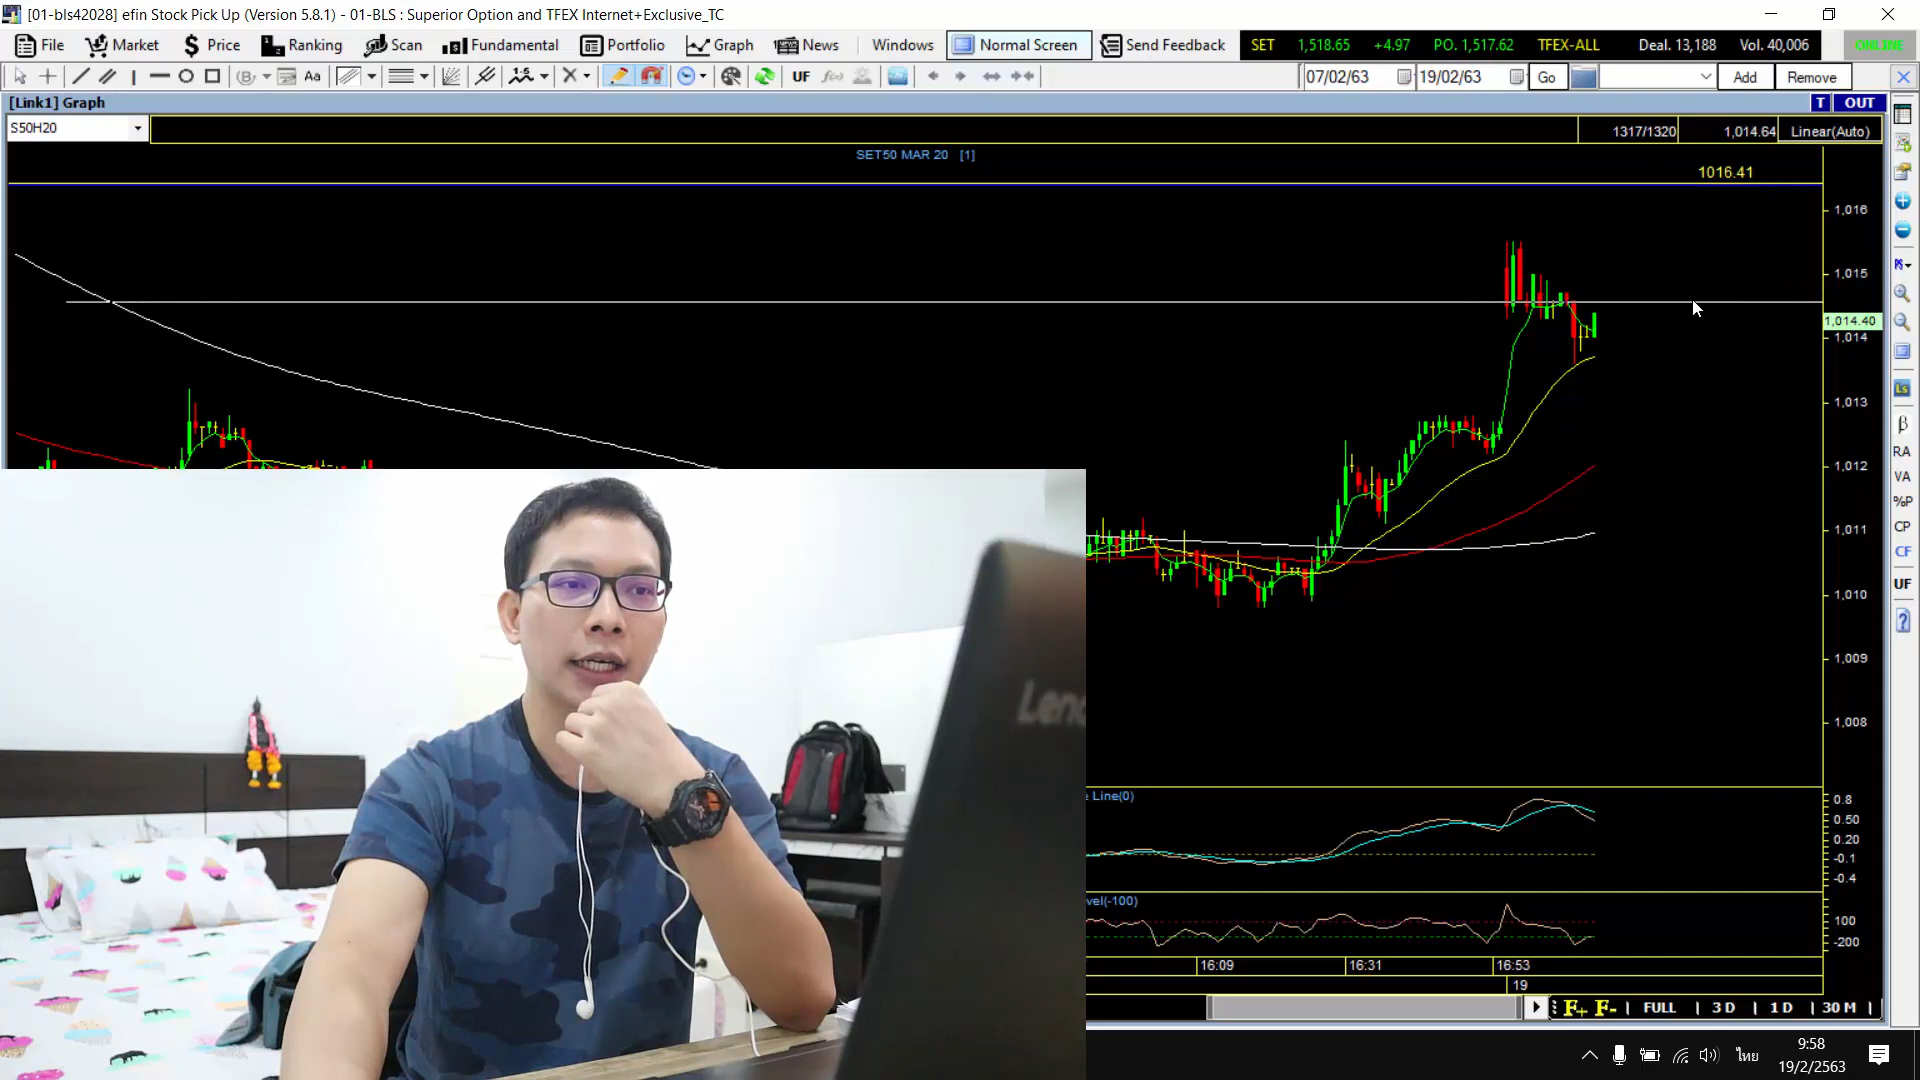 [01-bls42028] efin Stock Pick Up (Version 5.8.1) - 01-BLS : Superior Option and TFEX Internet+Exclusive_TC
File Market Price Ranking Scan Fundamental Portfolio Graph News Windows Normal Screen Send Feedback SET 1,518.65 +4.97 PO. 1,517.62 TFEX-ALL Deal. 13,188 Vol. 40,006 ONLINE
Aa UF f(x) 07/02/63 19/02/63 Go Add Remove
[Link1] Graph T OUT
S50H20 1317/1320 1,014.64 Linear(Auto)
SET50 MAR 20 [1]
1016.41
1,016
1,015
1,014.40
1,014
1,013
1,012
1,011
1,010
1,009
1,008
Ls
β
RA
VA
%P
CP
CF
UF
?
Line(0)
0.8
0.50
0.20
-0.1
-0.4
vel(-100)
100
-200
16:09 16:31 16:53
19
F+ F- FULL 3 D 1 D 30 M
Leno
ไทย
9:58
19/2/2563